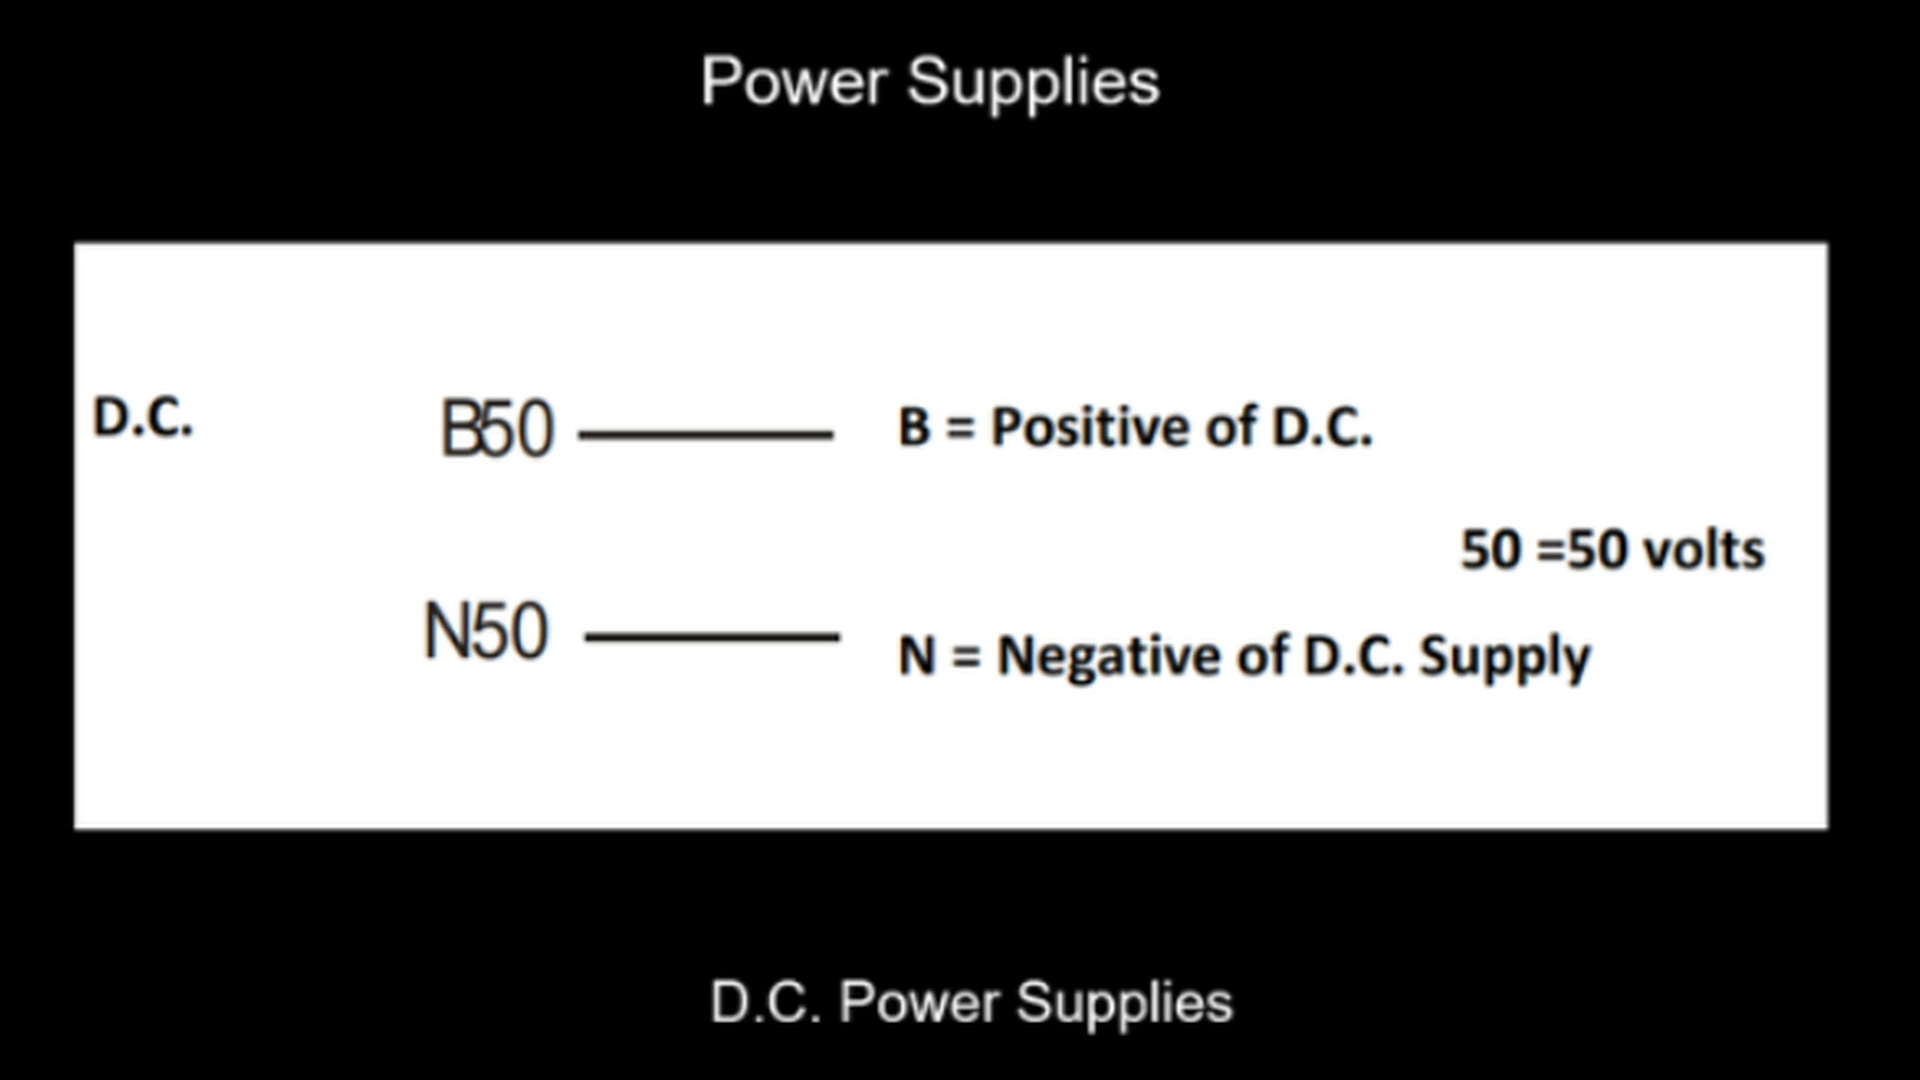 Power Supplies
D.C.
B50
B = Positive of D.C.
50 =50 volts
N50
N = Negative of D.C. Supply
D.C. Power Supplies